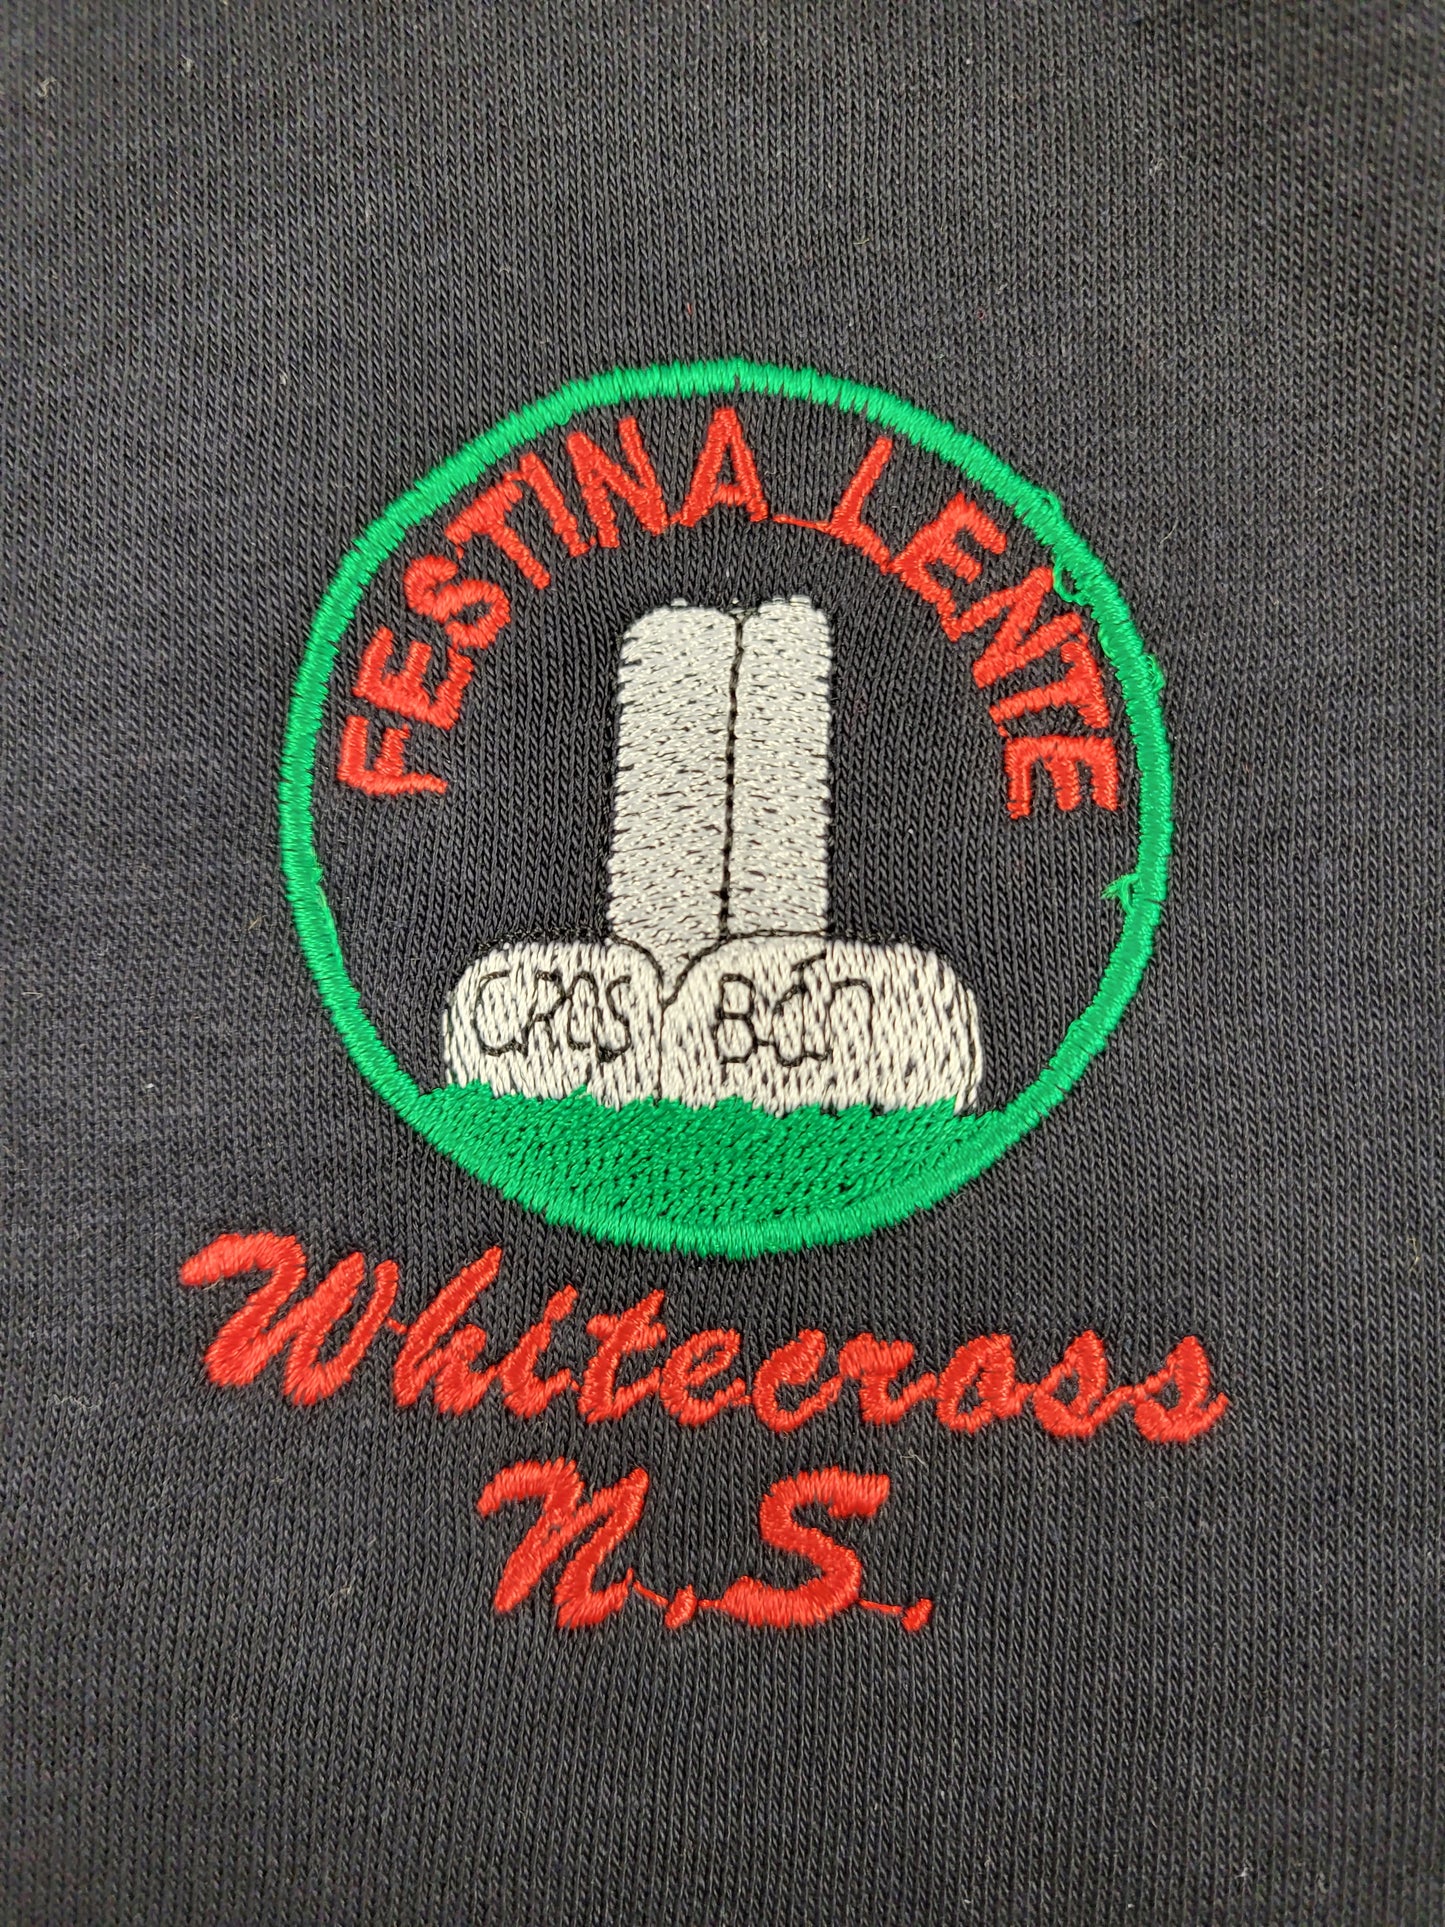 FESTINA LENTE
CROS BÁN
Whitecross
N.S.